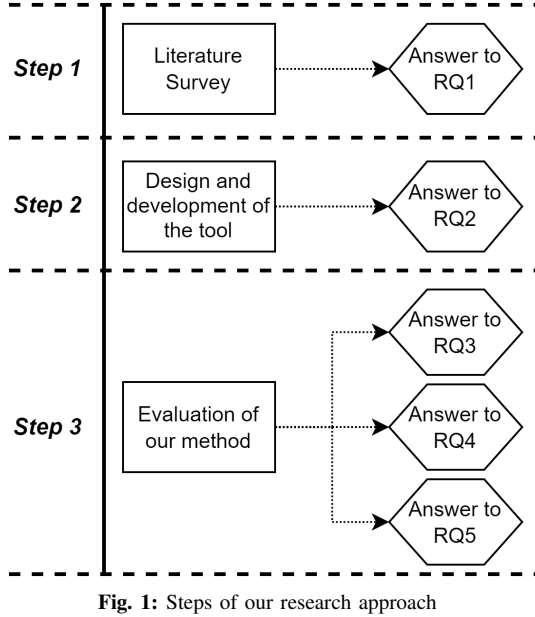 Step 1
Literature
Survey
Answer to
RQ1
Step 2
Design and
development of
the tool
Answer to
RQ2
Step 3
Evaluation of
our method
Answer to
RQ3
Answer to
RQ4
Answer to
RQ5
Fig. 1: Steps of our research approach